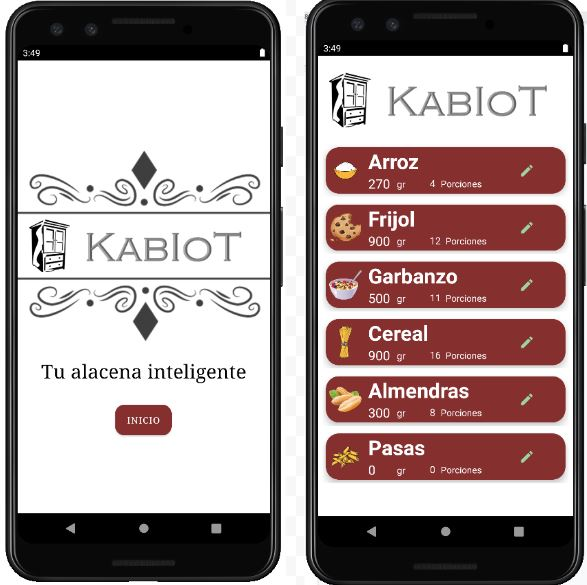 3:49
KABIOT
Tu alacena inteligente
INICIO
3:49
KABIOT
Arroz
270 gr 4 Porciones
Frijol
900 gr 12 Porciones
Garbanzo
500 gr 11 Porciones
Cereal
900 gr 16 Porciones
Almendras
300 gr 8 Porciones
Pasas
0 gr 0 Porciones